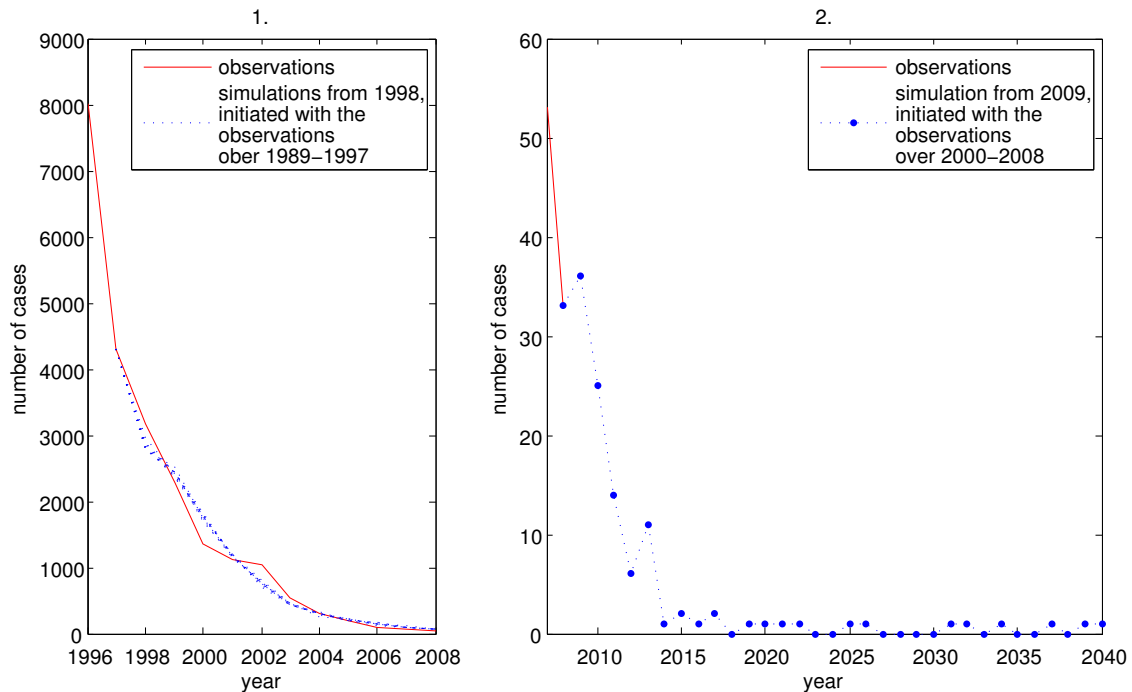 1.
9000
8000
7000
6000
5000
4000
3000
2000
1000
0
number of cases
observations
simulations from 1998,
initiated with the
observations
ober 1989−1997
1996 1998 2000 2002 2004 2006 2008
year
2.
60
50
40
30
20
10
0
number of cases
observations
simulation from 2009,
initiated with the
observations
over 2000−2008
2010 2015 2020 2025 2030 2035 2040
year